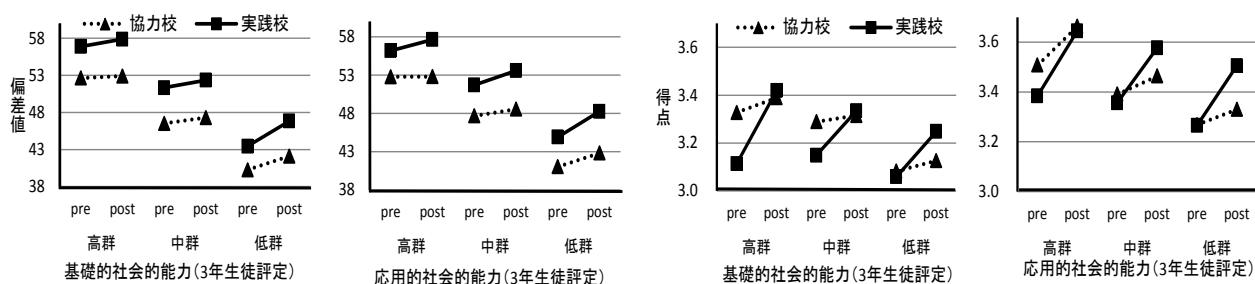 協力校 実践校
偏差値
58
53
48
43
38
pre post pre post pre post
高群 中群 低群
基礎的社会的能力(3年生徒評定)
58
53
48
43
38
pre post pre post pre post
高群 中群 低群
応用的社会的能力(3年生徒評定)
協力校 実践校
得点
3.6
3.4
3.2
3.0
pre post pre post pre post
高群 中群 低群
基礎的社会的能力(3年生徒評定)
3.6
3.4
3.2
3.0
pre post pre post pre post
高群 中群 低群
応用的社会的能力(3年生徒評定)